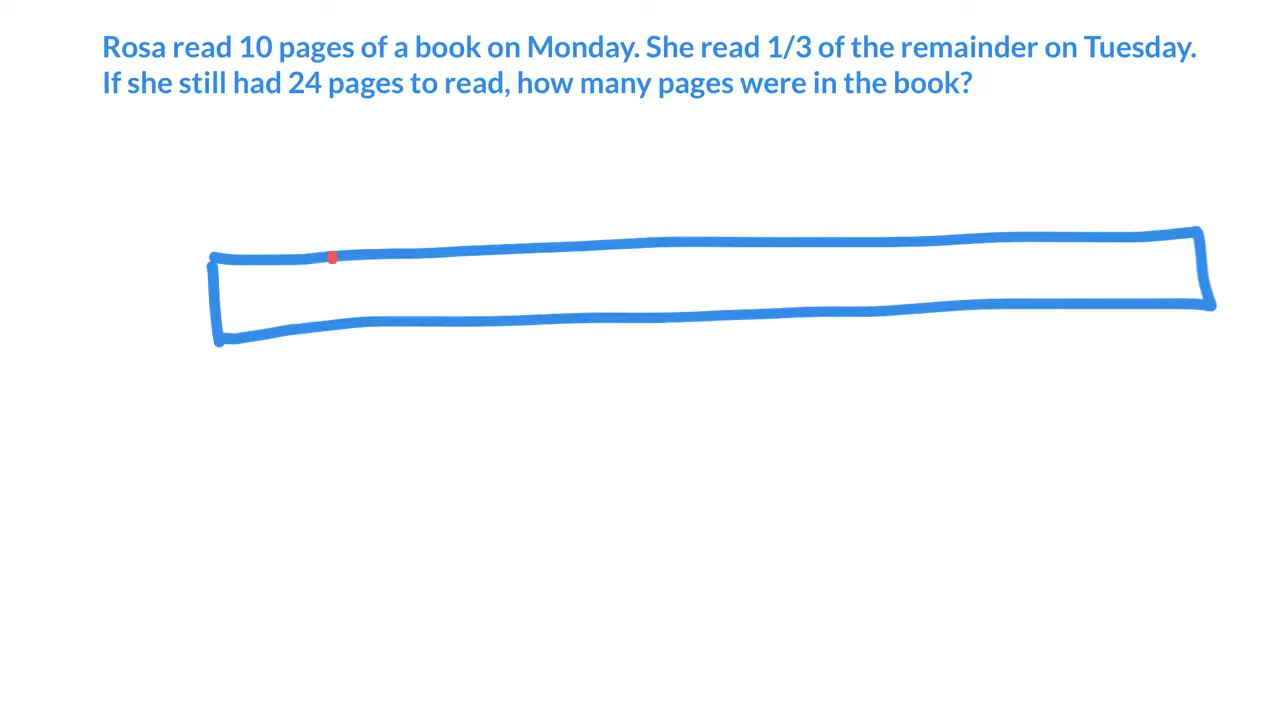 Rosa read 10 pages of a book on Monday. She read 1/3 of the remainder on Tuesday.
If she still had 24 pages to read, how many pages were in the book?